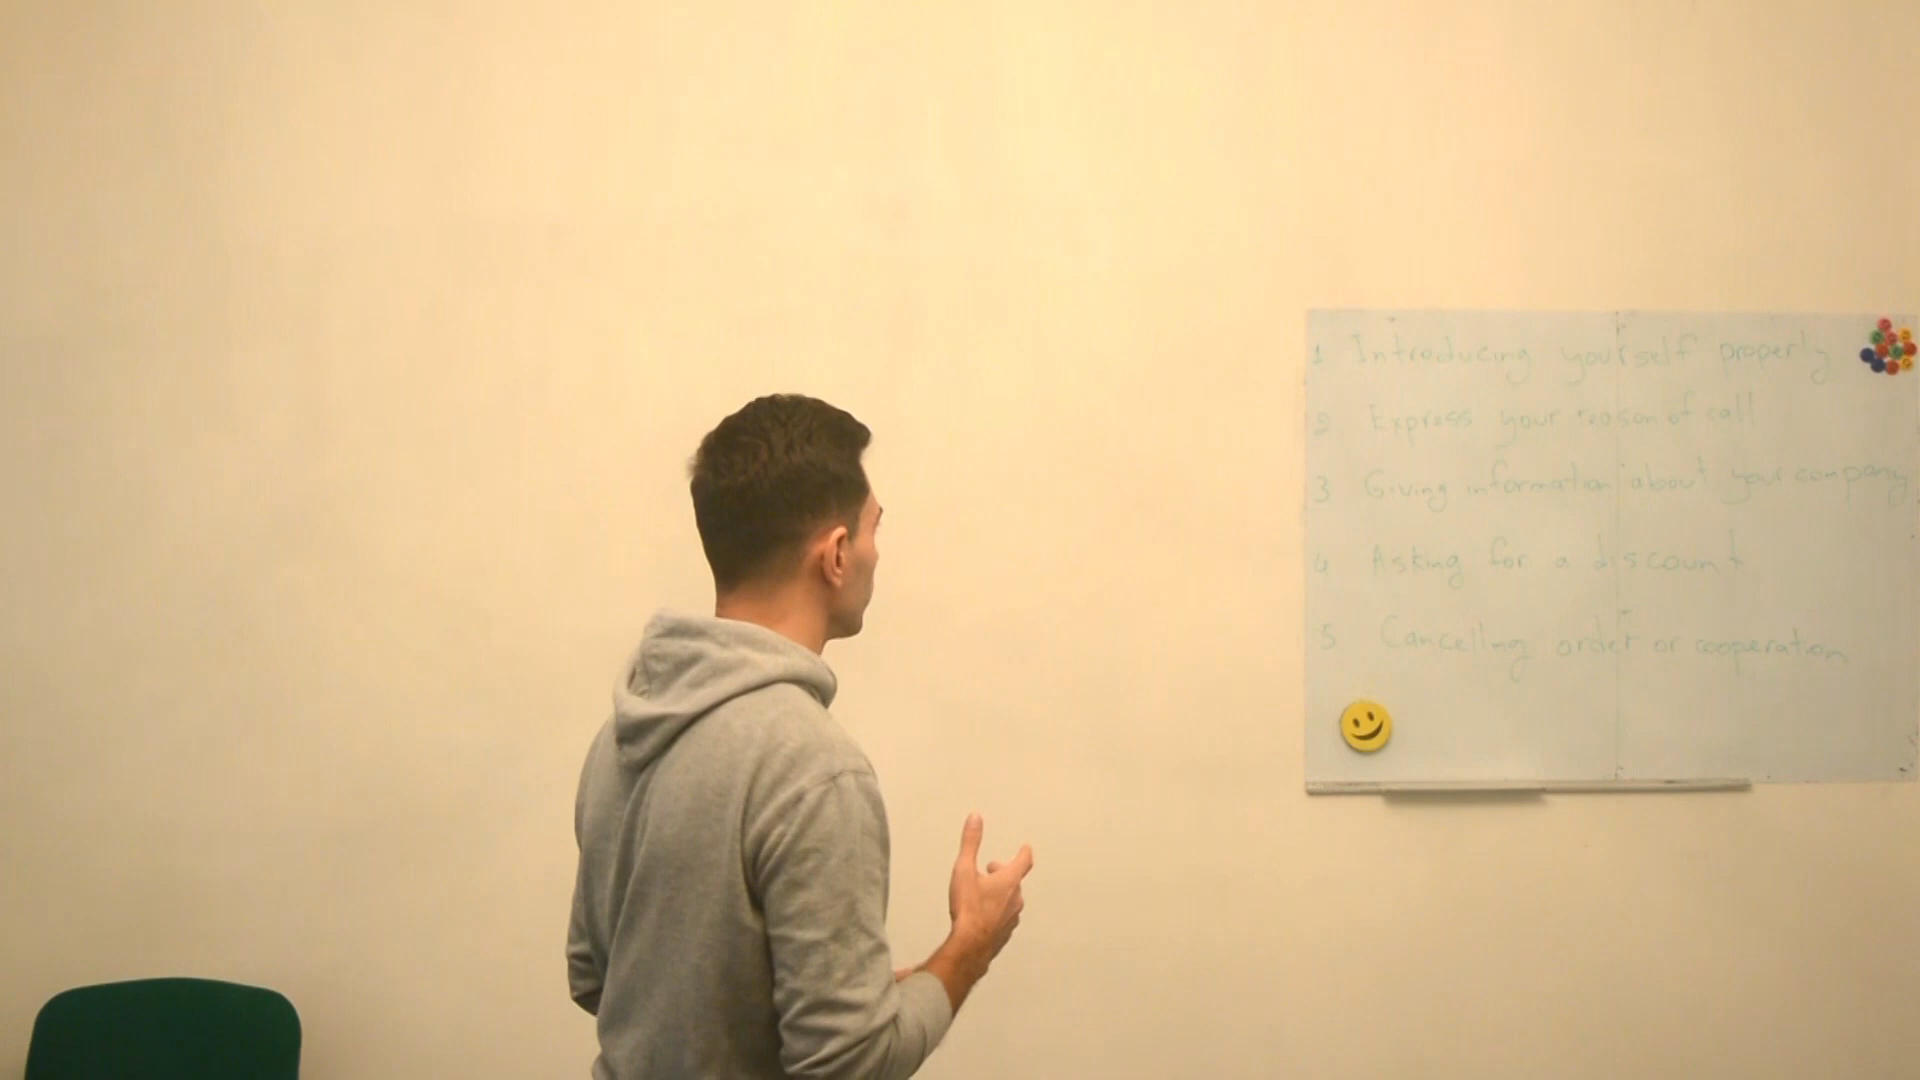 1 Introducing yourself properly
2 Express your reason of call
3 Giving information about your company
4 Asking for a discount
5 Cancelling order or cooperation